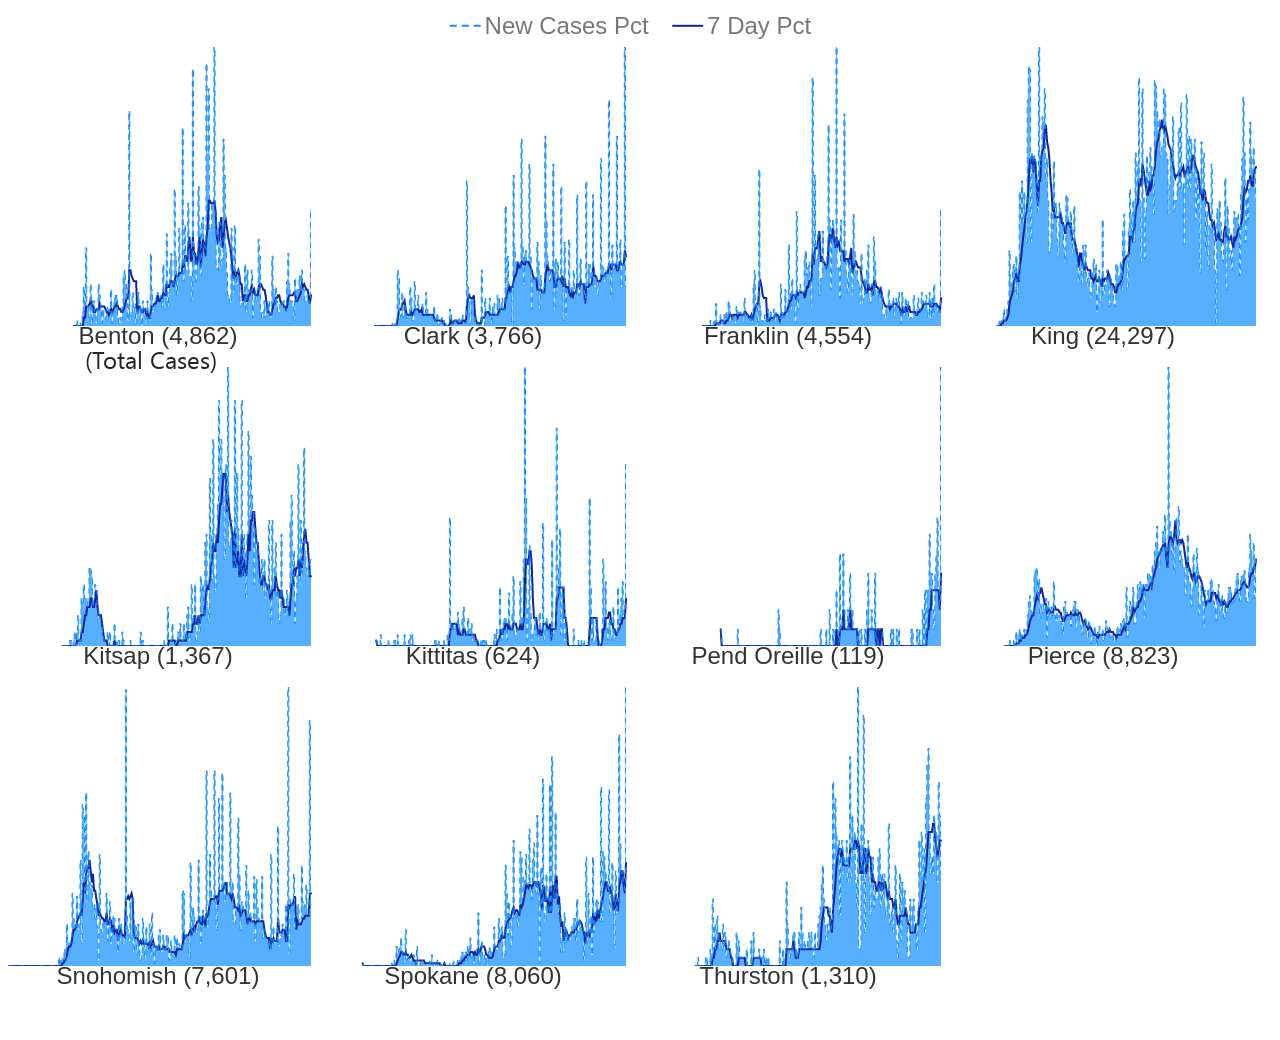 New Cases Pct 7 Day Pct
Benton (4,862) Clark (3,766) Franklin (4,554) King (24,297)
(Total Cases)
Kitsap (1,367) Kittitas (624) Pend Oreille (119) Pierce (8,823)
Snohomish (7,601) Spokane (8,060) Thurston (1,310)